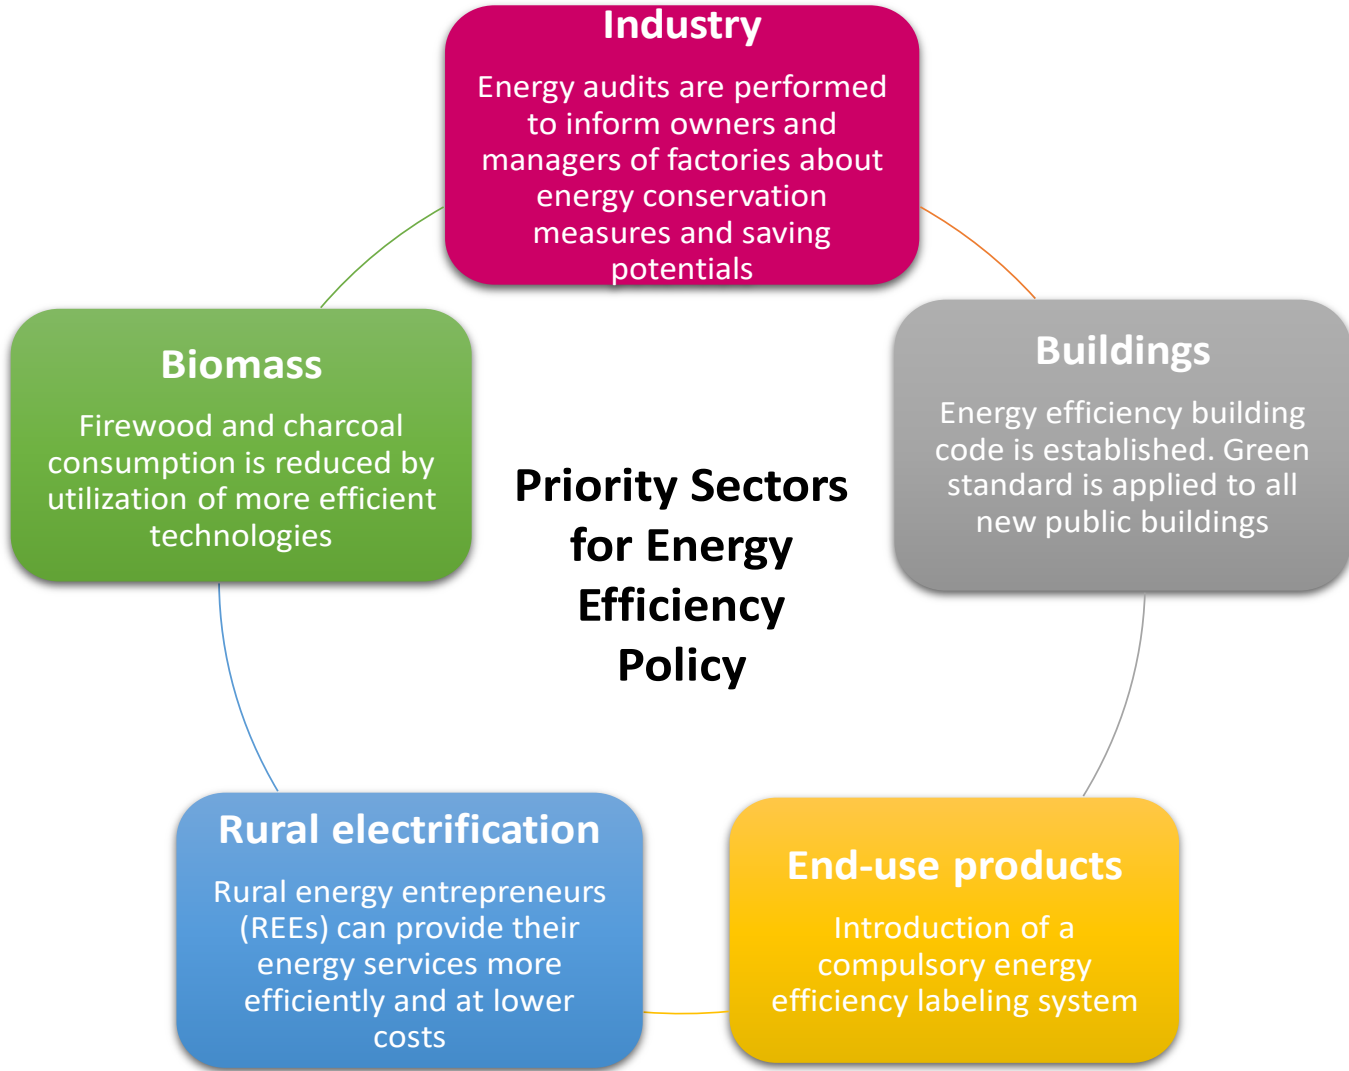 Industry
Energy audits are performed
to inform owners and
managers of factories about
energy conservation
measures and saving
potentials
Buildings
Energy efficiency building
code is established. Green
standard is applied to all
new public buildings
End-use products
Introduction of a
compulsory energy
efficiency labeling system
Rural electrification
Rural energy entrepreneurs
(REEs) can provide their
energy services more
efficiently and at lower
costs
Biomass
Firewood and charcoal
consumption is reduced by
utilization of more efficient
technologies
Priority Sectors
for Energy
Efficiency
Policy